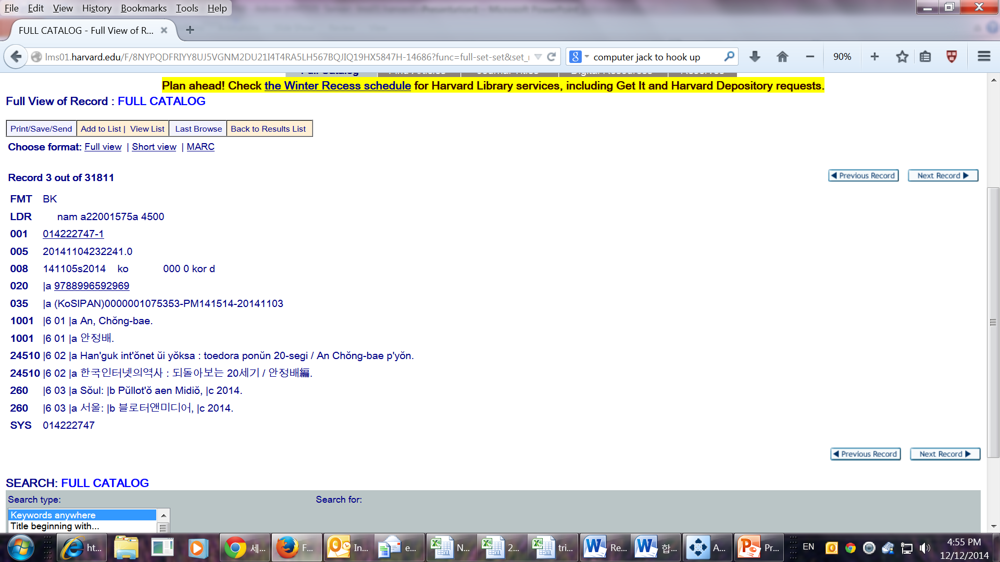 File Edit View History Bookmarks Tools Help
FULL CATALOG - Full View of R...
lms01.harvard.edu/F/8NYPQDFRIYY8UJ5VGNM2DU21I4T4RA5LH567BQJIQ19HX5847H-14686?func=full-set-set&set_
computer jack to hook up
90%
Plan ahead! Check the Winter Recess schedule for Harvard Library services, including Get It and Harvard Depository requests.
Full View of Record : FULL CATALOG
Print/Save/Send Add to List | View List Last Browse Back to Results List
Choose format: Full view | Short view | MARC
Record 3 out of 31811
Previous Record Next Record
FMT BK
LDR nam a22001575a 4500
001 014222747-1
005 20141104232241.0
008 141105s2014 ko 000 0 kor d
020 |a 9788996592969
035 |a (KoSIPAN)0000001075353-PM141514-20141103
1001 |6 01 |a An, Chŏng-bae.
1001 |6 01 |a 안정배.
24510 |6 02 |a Han'guk int'ŏnet ŭi yŏksa : toedora ponŭn 20-segi / An Chŏng-bae p'yŏn.
24510 |6 02 |a 한국인터넷의역사 : 되돌아보는 20세기 / 안정배編.
260 |6 03 |a Sŏul: |b Pŭllot'ŏ aen Midiŏ, |c 2014.
260 |6 03 |a 서울: |b 블로터앤미디어, |c 2014.
SYS 014222747
Previous Record Next Record
SEARCH: FULL CATALOG
Search type: Search for:
Keywords anywhere
Title beginning with...
ht... 세... F... In... e... N... 2... tri... Re... 합... A... Pr... EN 4:55 PM
12/12/2014